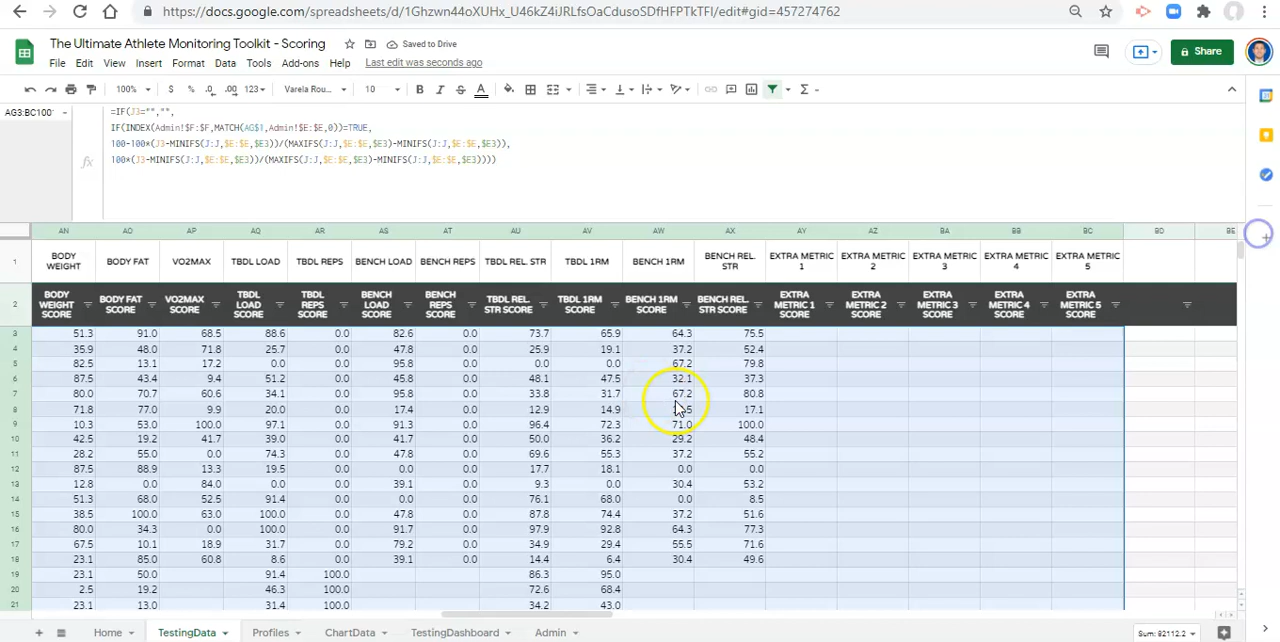 https://docs.google.com/spreadsheets/d/1Ghzwn44oXUHx_U46kZ4iJRLfsOaCdusoSDfHFPTkTFI/edit#gid=457274762
The Ultimate Athlete Monitoring Toolkit - Scoring
Saved to Drive
Share
File Edit View Insert Format Data Tools Add-ons Help Last edit was seconds ago
100% $ % .0 .00 123 Varela Rou... 10 B I S A
AG3:BC100
=IF(J3="","",
IF(INDEX(Admin!$F:$F,MATCH(AG$1,Admin!$E:$E,0))=TRUE,
100-100*(J3-MINIFS(J:J,$E:$E,$E3))/(MAXIFS(J:J,$E:$E,$E3)-MINIFS(J:J,$E:$E,$E3)),
100*(J3-MINIFS(J:J,$E:$E,$E3))/(MAXIFS(J:J,$E:$E,$E3)-MINIFS(J:J,$E:$E,$E3))))
fx
AN AO AP AQ AR AS AT AU AV AW AX AY AZ BA BB BC BD BE
1 BODY WEIGHT BODY FAT VO2MAX TBDL LOAD TBDL REPS BENCH LOAD BENCH REPS TBDL REL. STR TBDL 1RM BENCH 1RM BENCH REL. STR EXTRA METRIC 1 EXTRA METRIC 2 EXTRA METRIC 3 EXTRA METRIC 4 EXTRA METRIC 5
2 BODY WEIGHT SCORE BODY FAT SCORE VO2MAX SCORE TBDL LOAD SCORE TBDL REPS SCORE BENCH LOAD SCORE BENCH REPS SCORE TBDL REL. STR SCORE TBDL 1RM SCORE BENCH 1RM SCORE BENCH REL. STR SCORE EXTRA METRIC 1 SCORE EXTRA METRIC 2 SCORE EXTRA METRIC 3 SCORE EXTRA METRIC 4 SCORE EXTRA METRIC 5 SCORE
3 51.3 91.0 68.5 88.6 0.0 82.6 0.0 73.7 65.9 64.3 75.5
4 35.9 48.0 71.8 25.7 0.0 47.8 0.0 25.9 19.1 37.2 52.4
5 82.5 13.1 17.2 0.0 0.0 95.8 0.0 0.0 0.0 67.2 79.8
6 87.5 43.4 9.4 51.2 0.0 45.8 0.0 48.1 47.5 32.1 37.3
7 80.0 70.7 60.6 34.1 0.0 95.8 0.0 33.8 31.7 67.2 80.8
8 71.8 77.0 9.9 20.0 0.0 17.4 0.0 12.9 14.9 17.1
9 10.3 53.0 100.0 97.1 0.0 91.3 0.0 96.4 72.3 71.0 100.0
10 42.5 19.2 41.7 39.0 0.0 41.7 0.0 50.0 36.2 29.2 48.4
11 28.2 55.0 0.0 74.3 0.0 47.8 0.0 69.6 55.3 37.2 55.2
12 87.5 88.9 13.3 19.5 0.0 0.0 0.0 17.7 18.1 0.0 0.0
13 12.8 0.0 84.0 0.0 0.0 39.1 0.0 9.3 0.0 30.4 53.2
14 51.3 68.0 52.5 91.4 0.0 0.0 0.0 76.1 68.0 0.0 8.5
15 38.5 100.0 63.0 100.0 0.0 47.8 0.0 87.8 74.4 37.2 51.6
16 80.0 34.3 0.0 100.0 0.0 91.7 0.0 97.9 92.8 64.3 77.3
17 67.5 10.1 18.9 31.7 0.0 79.2 0.0 34.9 29.4 55.5 71.6
18 23.1 85.0 60.8 8.6 0.0 39.1 0.0 14.4 6.4 30.4 49.6
19 23.1 50.0 91.4 100.0 86.3 95.0
20 2.5 19.2 46.3 100.0 72.6 68.4
21 23.1 13.0 31.4 100.0 34.2 43.0
Home TestingData Profiles ChartData TestingDashboard Admin Sum: 82112.2